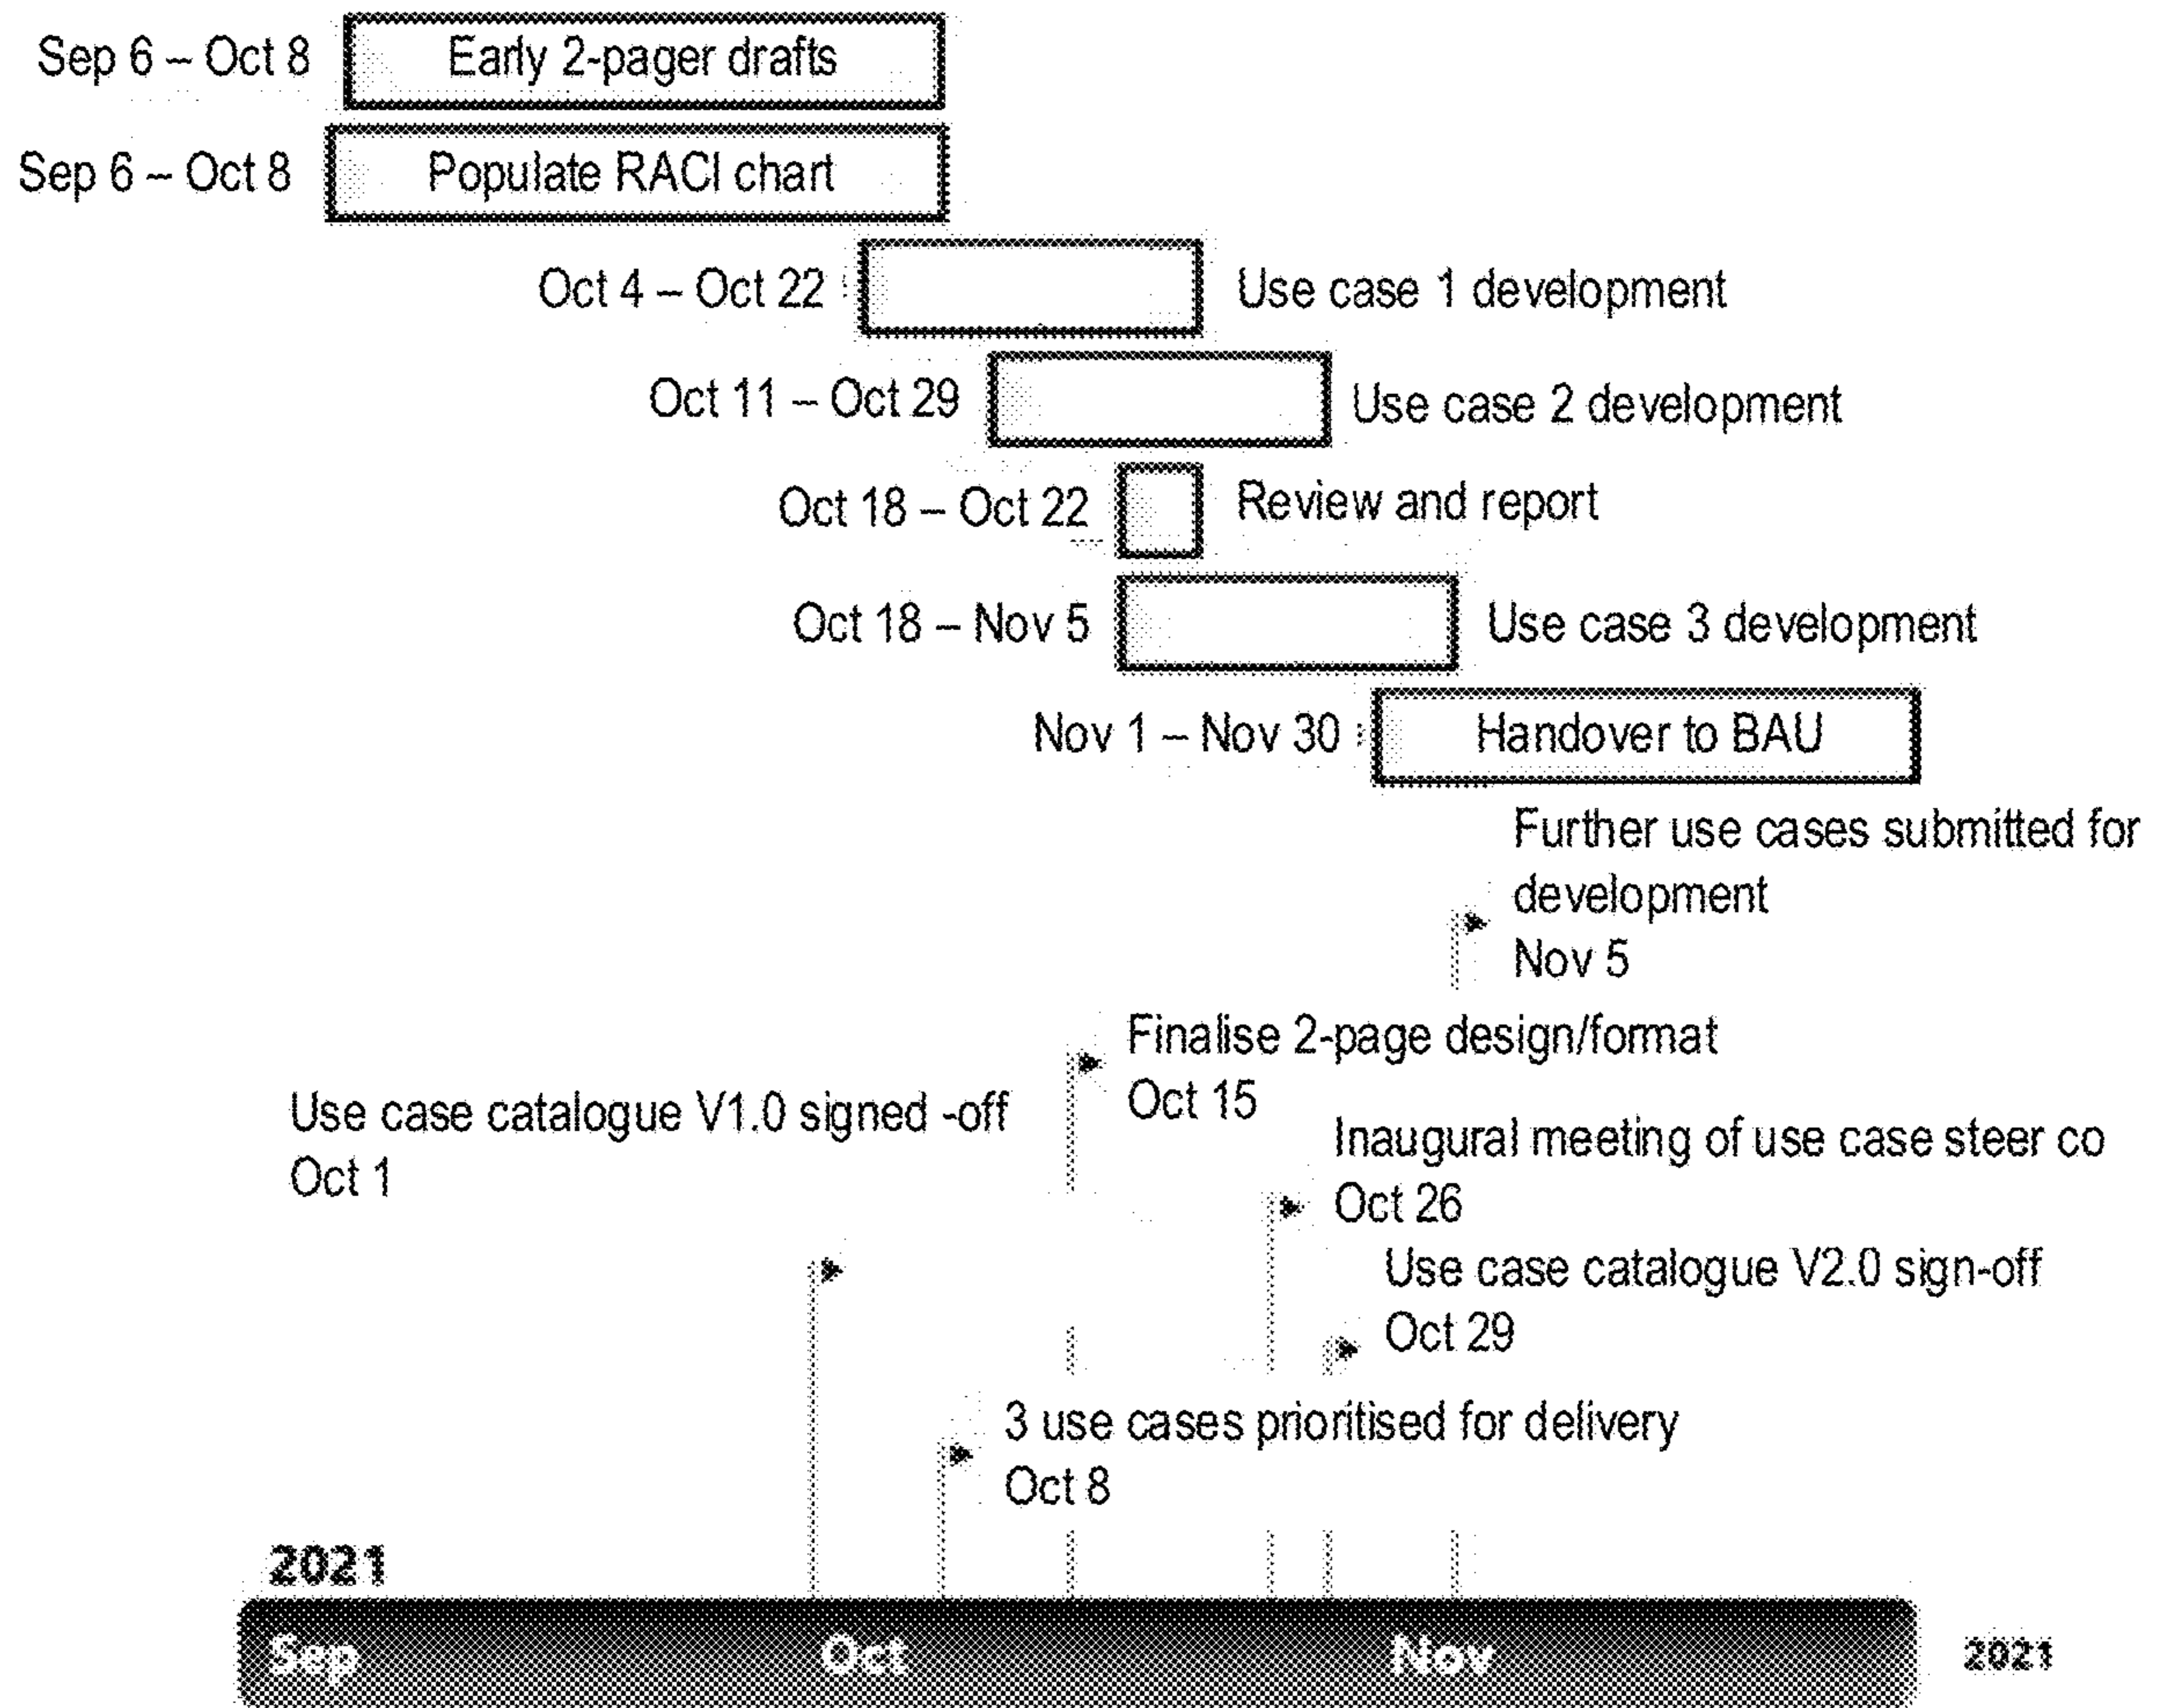 Sep 6 – Oct 8
Early 2-pager drafts
Sep 6 – Oct 8
Populate RACI chart
Oct 4 – Oct 22
Use case 1 development
Oct 11 – Oct 29
Use case 2 development
Oct 18 – Oct 22
Review and report
Oct 18 – Nov 5
Use case 3 development
Nov 1 – Nov 30
Handover to BAU
Further use cases submitted for
development
Nov 5
Finalise 2-page design/format
Oct 15
Use case catalogue V1.0 signed -off
Oct 1
Inaugural meeting of use case steer co
Oct 26
Use case catalogue V2.0 sign-off
Oct 29
3 use cases prioritised for delivery
Oct 8
2021
Sep
Oct
Nov
2021